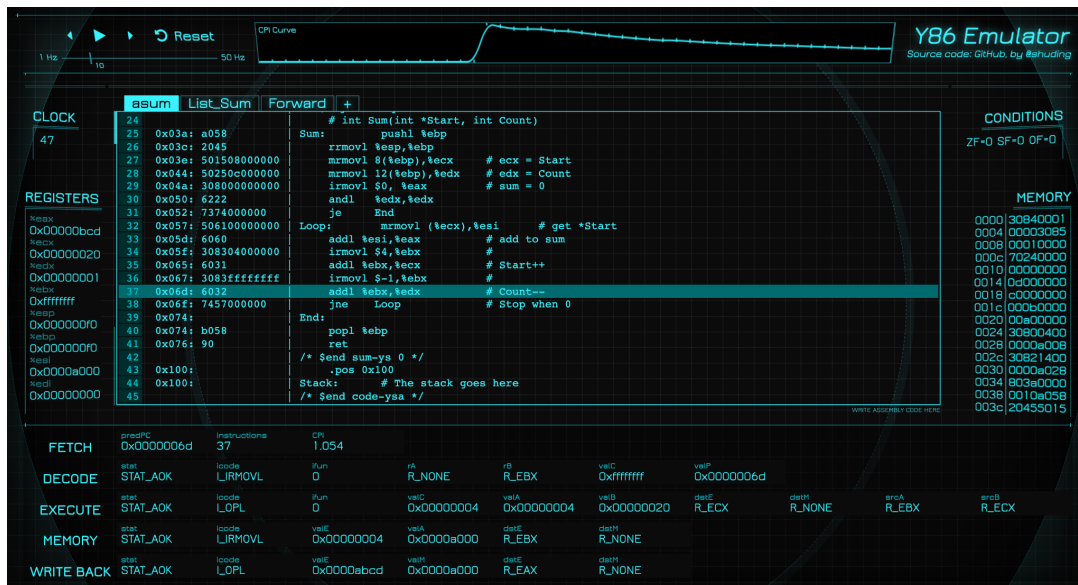 Reset
CPI Curve
1 Hz
10
50 Hz
Y86 Emulator
Source code: GitHub, by @shuding
asum List_Sum Forward +
CLOCK
47
24 # int Sum(int *Start, int Count)
25 0x03a: a058 | Sum: pushl %ebp
26 0x03c: 2045 | rrmovl %esp,%ebp
27 0x03e: 501508000000 | mrmovl 8(%ebp),%ecx # ecx = Start
28 0x044: 50250c000000 | mrmovl 12(%ebp),%edx # edx = Count
29 0x04a: 308000000000 | irmovl $0, %eax # sum = 0
30 0x050: 6222 | andl %edx,%edx
31 0x052: 7374000000 | je End
32 0x057: 506100000000 | Loop: mrmovl (%ecx),%esi # get *Start
33 0x05d: 6060 | addl %esi,%eax # add to sum
34 0x05f: 308304000000 | irmovl $4,%ebx #
35 0x065: 6031 | addl %ebx,%ecx # Start++
36 0x067: 3083ffffffff | irmovl $-1,%ebx #
37 0x06d: 6032 | addl %ebx,%edx # Count--
38 0x06f: 7457000000 | jne Loop # Stop when 0
39 0x074: | End:
40 0x074: b058 | popl %ebp
41 0x076: 90 | ret
42 | /* $end sum-ys 0 */
43 0x100: | .pos 0x100
44 0x100: | Stack: # The stack goes here
45 | /* $end code-ysa */
WRITE ASSEMBLY CODE HERE
REGISTERS
%eax
0x00000bcd
%ecx
0x00000020
%edx
0x00000001
%ebx
0xffffffff
%esp
0x000000f0
%ebp
0x000000f0
%esi
0x0000a000
%edi
0x00000000
CONDITIONS
ZF=0 SF=0 OF=0
MEMORY
0000 30840001
0004 00003085
0008 00010000
000c 70240000
0010 00000000
0014 0d000000
0018 c0000000
001c 000b0000
0020 00a00000
0024 30800400
0028 0000a008
002c 30821400
0030 0000a028
0034 803a0000
0038 0010a058
003c 20455015
FETCH
predPC instructions CPI
0x0000006d 37 1.054
DECODE
stat icode ifun rA rB valC valP
STAT_AOK I_IRMOVL 0 R_NONE R_EBX 0xffffffff 0x0000006d
EXECUTE
stat icode ifun valC valA valB dstE dstM srcA srcB
STAT_AOK I_OPL 0 0x00000004 0x00000004 0x00000020 R_ECX R_NONE R_EBX R_ECX
MEMORY
stat icode valE valA dstE dstM
STAT_AOK I_IRMOVL 0x00000004 0x0000a000 R_EBX R_NONE
WRITE BACK
stat icode valE valM dstE dstM
STAT_AOK I_OPL 0x0000abcd 0x0000a000 R_EAX R_NONE